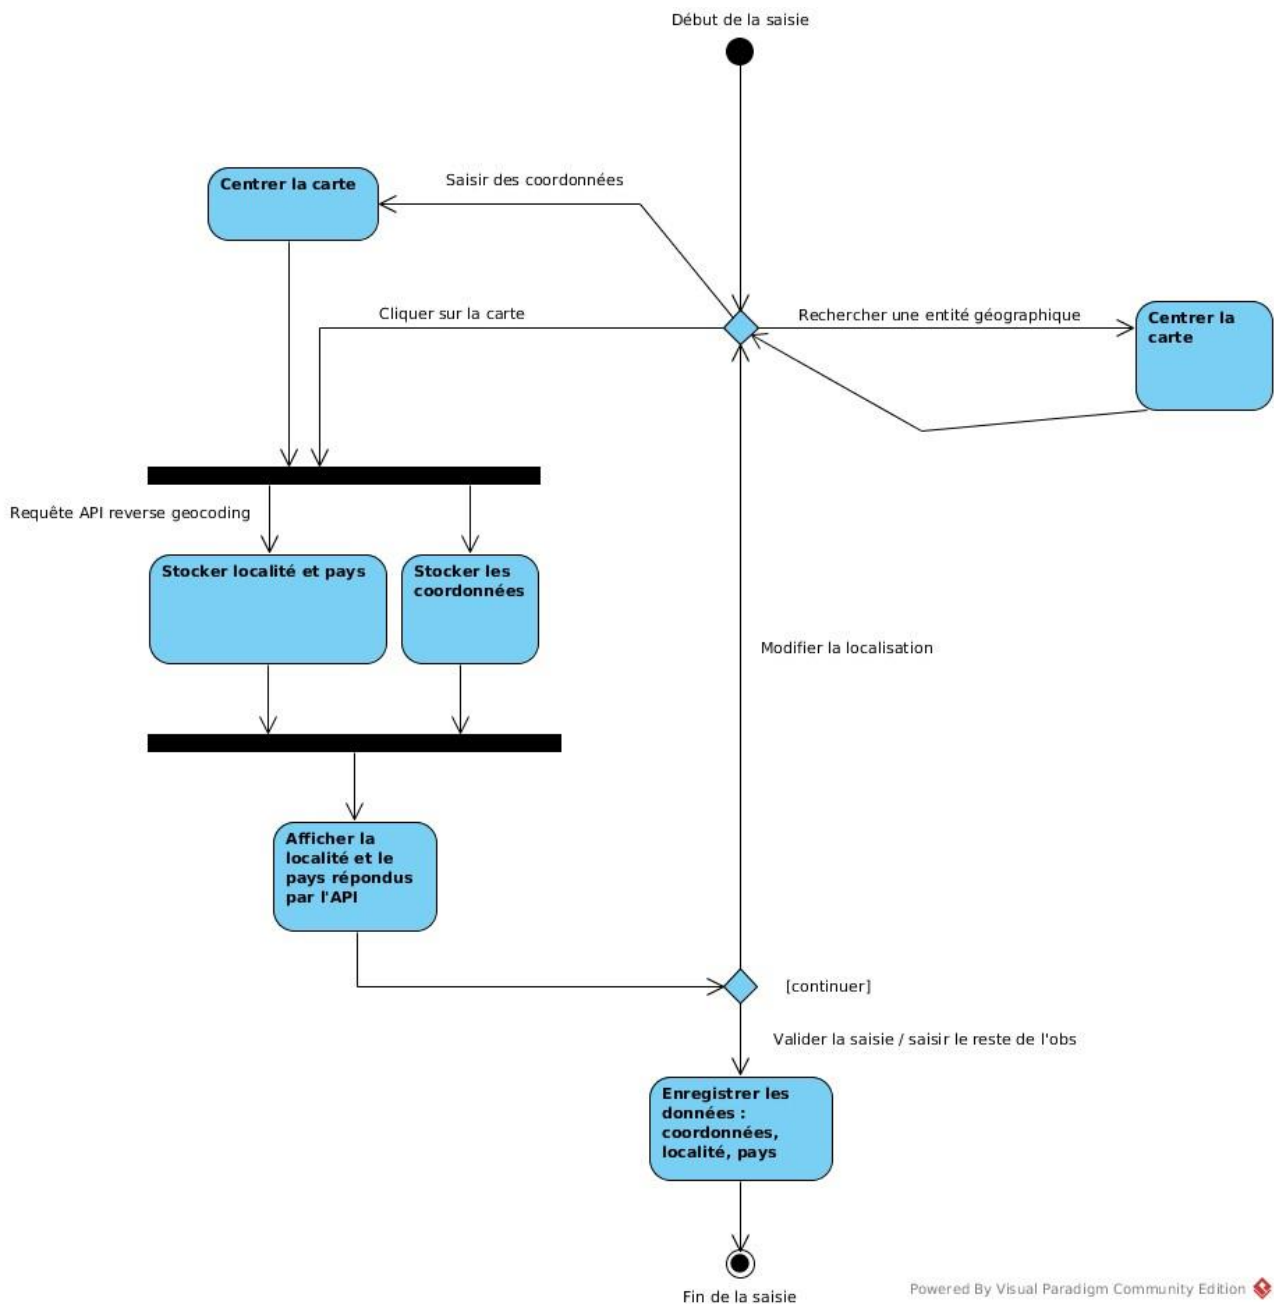 Début de la saisie
Centrer la carte
Saisir des coordonnées
Cliquer sur la carte
Rechercher une entité géographique
Centrer la
carte
Requête API reverse geocoding
Stocker localité et pays
Stocker les
coordonnées
Modifier la localisation
Afficher la
localité et le
pays répondus
par l'API
[continuer]
Valider la saisie / saisir le reste de l'obs
Enregistrer les
données :
coordonnées,
localité, pays
Fin de la saisie
Powered By Visual Paradigm Community Edition